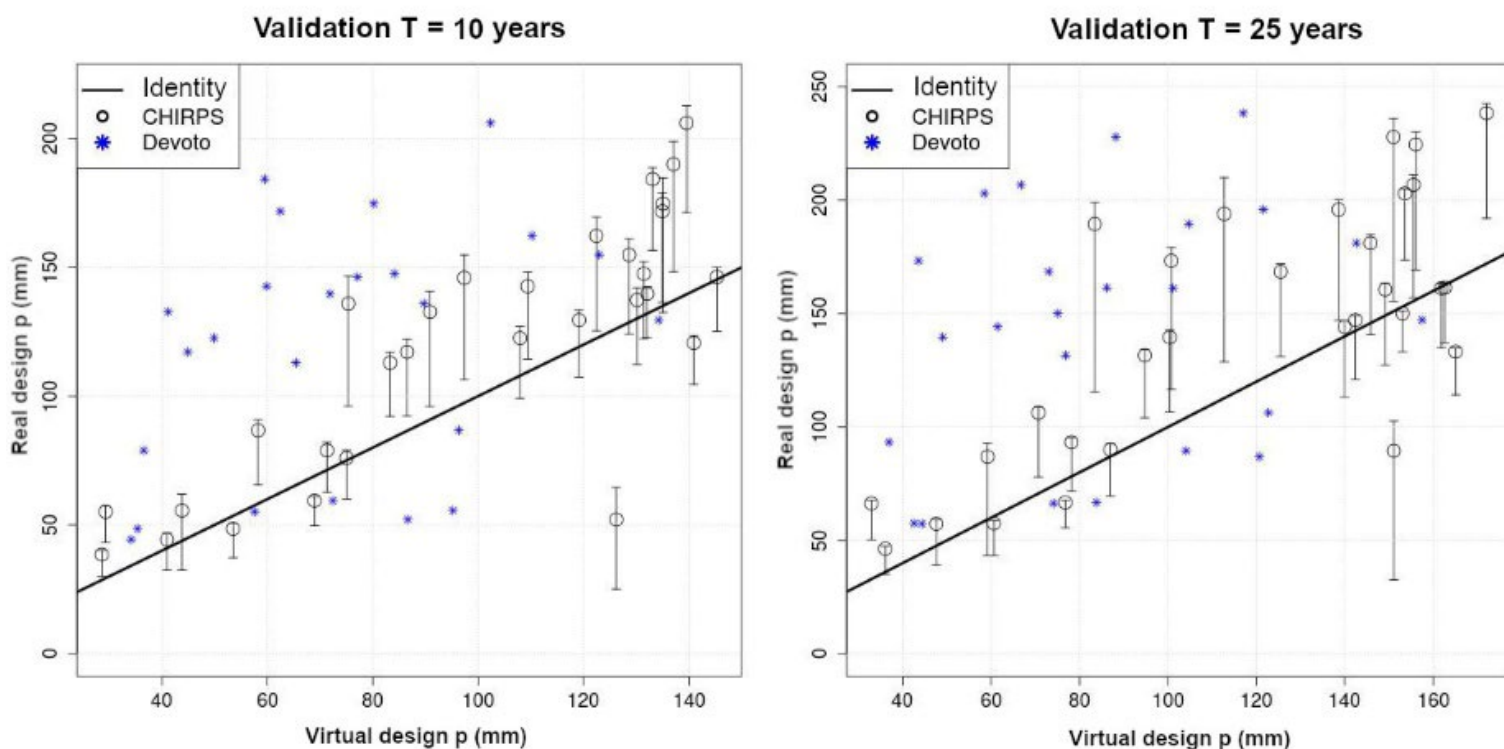 Validation T = 10 years
Identity
CHIRPS
Devoto
Real design p (mm)
200
150
100
50
0
40 60 80 100 120 140
Virtual design p (mm)
Validation T = 25 years
Identity
CHIRPS
Devoto
Real design p (mm)
250
200
150
100
50
0
40 60 80 100 120 140 160
Virtual design p (mm)